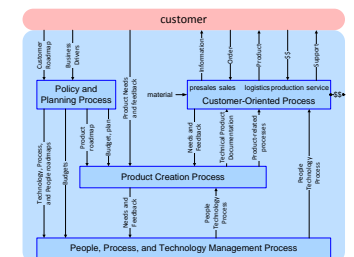 customer
Customer
Roadmap
Business
Drivers
Product Needs
and feedback
Information
Order
Product
$$
Support
Policy and
Planning Process
presales sales logistics production service
Customer-Oriented Process
material
$$
Technology, Process,
and People roadmaps
Budgets
Product
roadmap
Budget, plan
Needs and
Feedback
Technical Product
Documentation
Product-related
processes
People
Technology
Process
Product Creation Process
Needs and
Feedback
People
Technology
Process
People, Process, and Technology Management Process